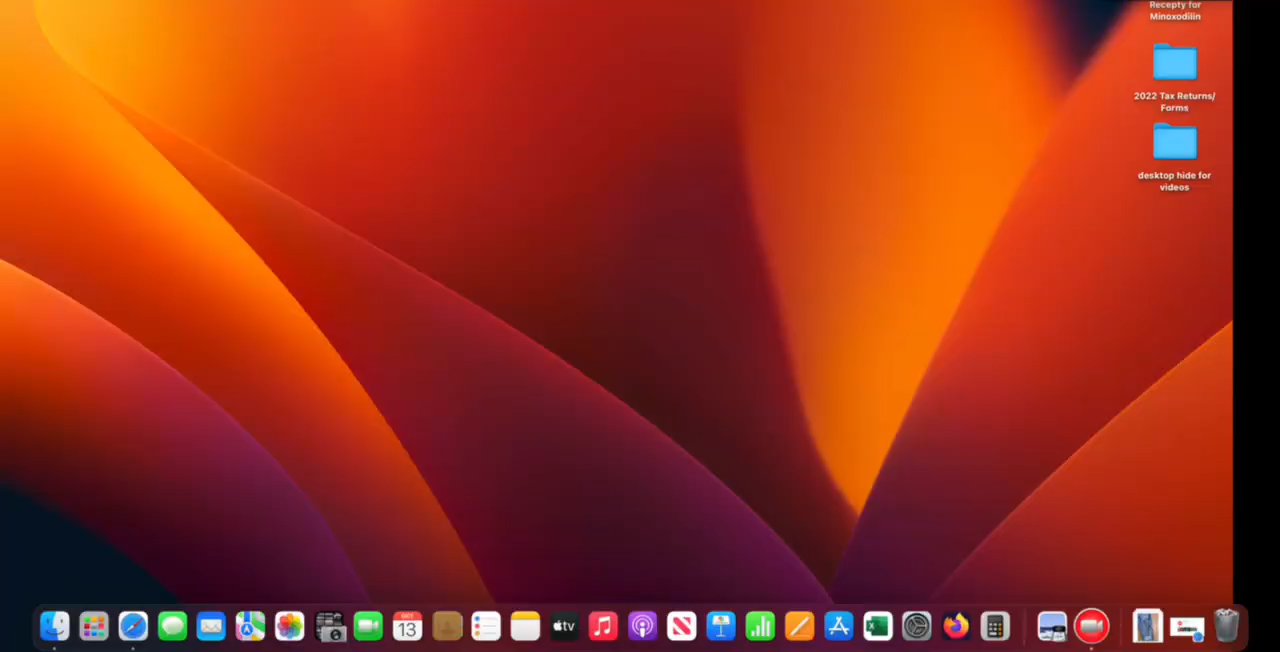 Recepty for
Minoxodilin
2022 Tax Returns/
Forms
desktop hide for
videos
OCT
13
tv